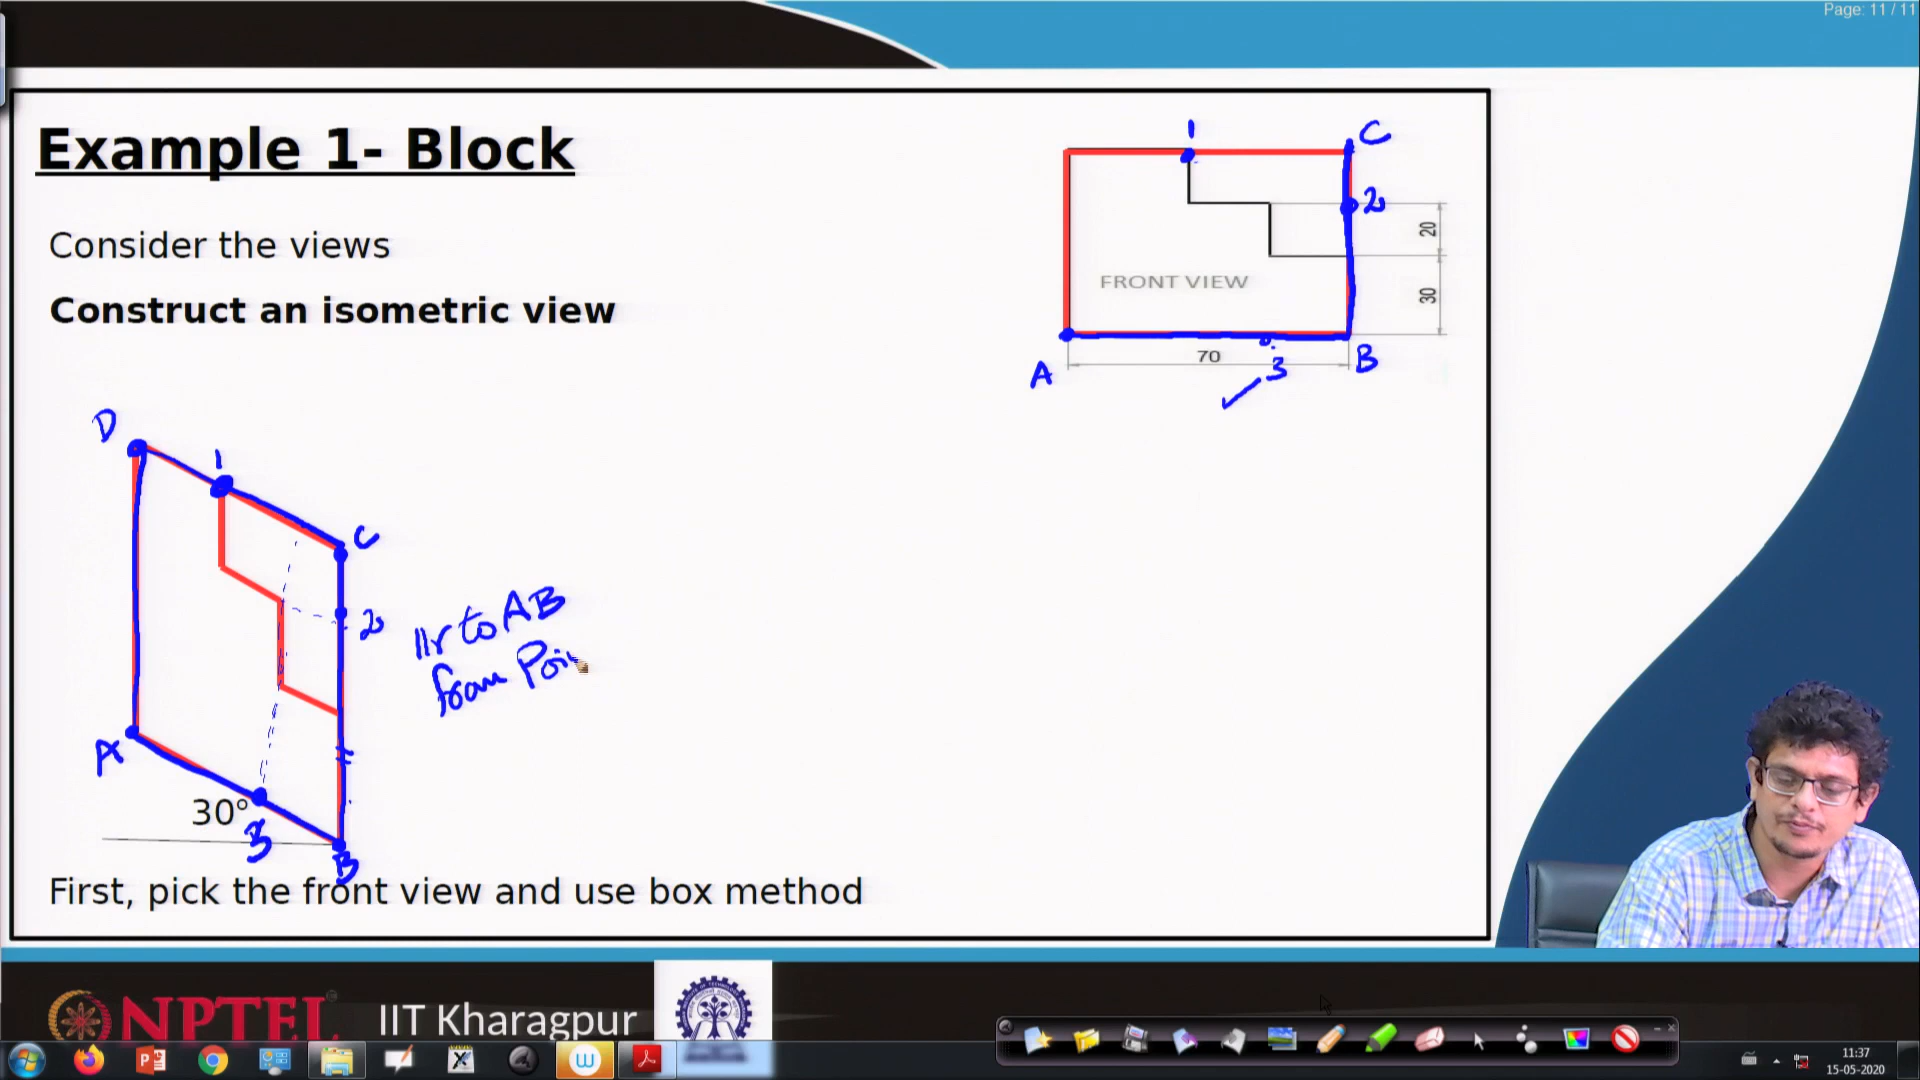 Page: 11 / 11
Example 1- Block
Consider the views
Construct an isometric view
1
C
2
20
FRONT VIEW
30
70
A
3
B
D
1
C
2
llr to AB
from Poi
A
30°
3
B
First, pick the front view and use box method
NPTEL
IIT Kharagpur
11:37
15-05-2020